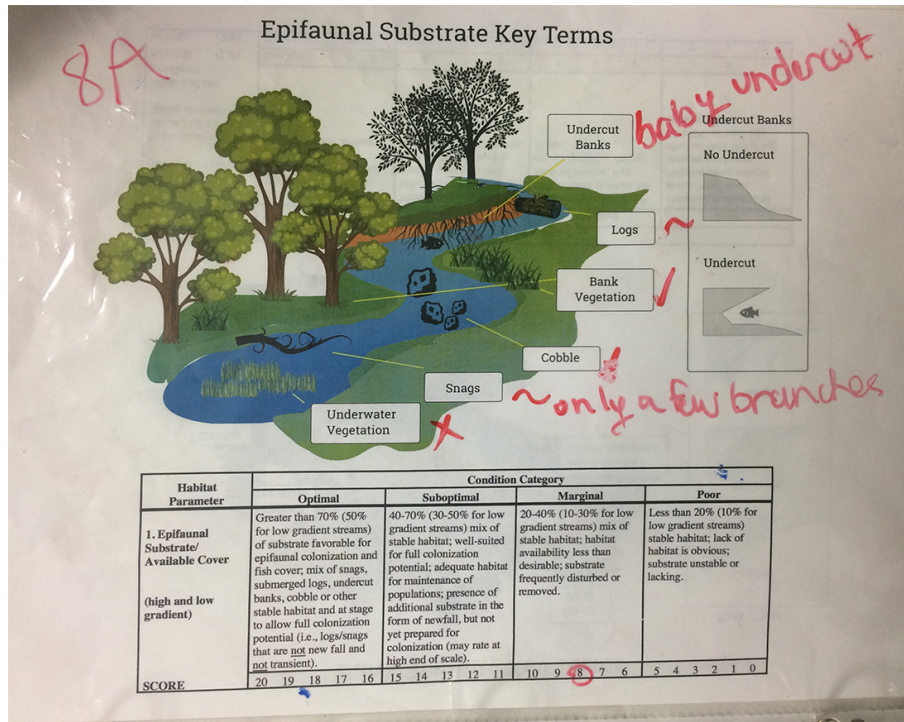 Epifaunal Substrate Key Terms
8A
baby undercut
Undercut
Banks
Undercut Banks
No Undercut
Undercut
Logs ~
Bank
Vegetation ✓
Cobble
Snags
~only a few branches
Underwater
Vegetation X
Habitat
Parameter
Condition Category
Optimal
Suboptimal
Marginal
Poor
1. Epifaunal
Substrate/
Available Cover
(high and low
gradient)
Greater than 70% (50%
for low gradient streams)
of substrate favorable for
epifaunal colonization and
fish cover; mix of snags,
submerged logs, undercut
banks, cobble or other
stable habitat and at stage
to allow full colonization
potential (i.e., logs/snags
that are not new fall and
not transient).
40-70% (30-50% for low
gradient streams) mix of
stable habitat; well-suited
for full colonization
potential; adequate habitat
for maintenance of
populations; presence of
additional substrate in the
form of newfall, but not
yet prepared for
colonization (may rate at
high end of scale).
20-40% (10-30% for low
gradient streams) mix of
stable habitat; habitat
availability less than
desirable; substrate
frequently disturbed or
removed.
Less than 20% (10% for
low gradient streams)
stable habitat; lack of
habitat is obvious;
substrate unstable or
lacking.
SCORE
20 19 18 17 16
15 14 13 12 11
10 9 8 7 6
5 4 3 2 1 0